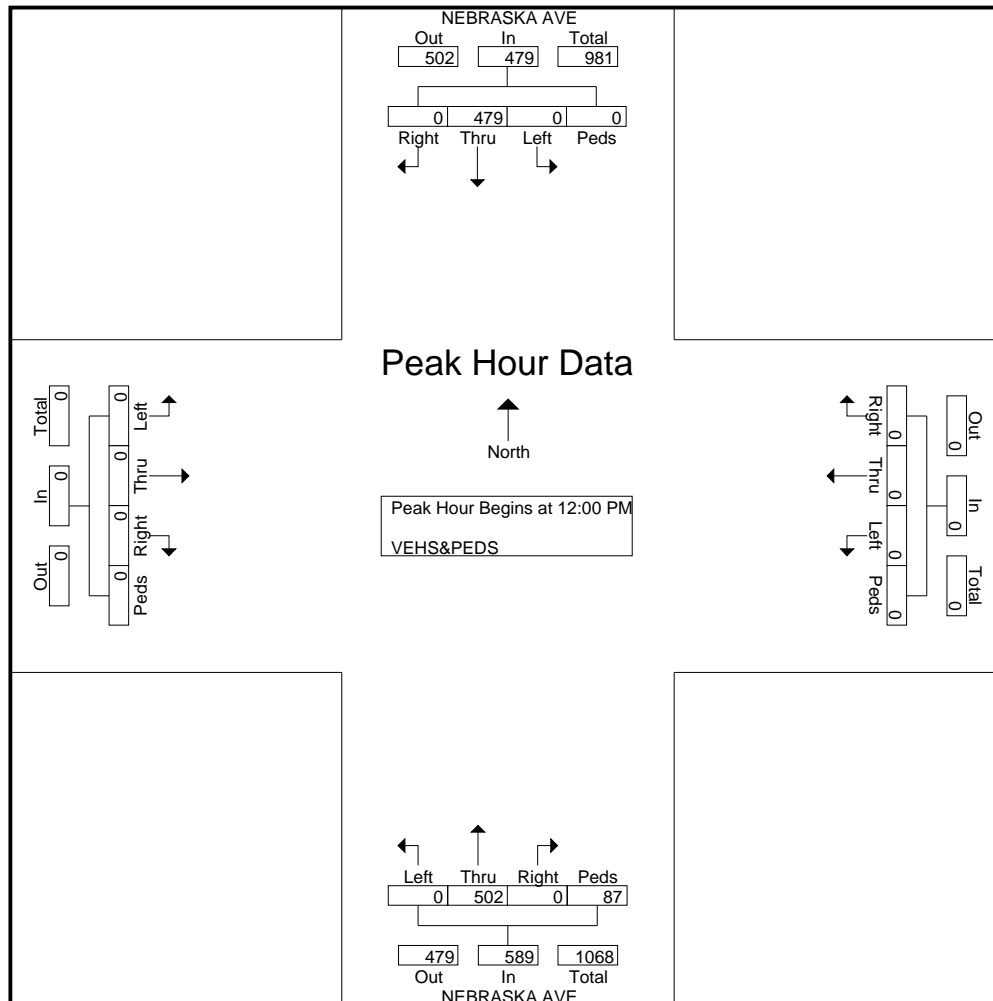 NEBRASKA AVE
Out In Total
502 479 981
0 479 0 0
Right Thru Left Peds
Peak Hour Data
North
Peak Hour Begins at 12:00 PM
VEHS&PEDS
Total In Out
0 0 0
0 0 0 0
Left Thru Right Peds
Right Thru Left Peds
0 0 0 0
Out In Total
0 0 0
Left Thru Right Peds
0 502 0 87
479 589 1068
Out In Total
NEBRASKA AVE